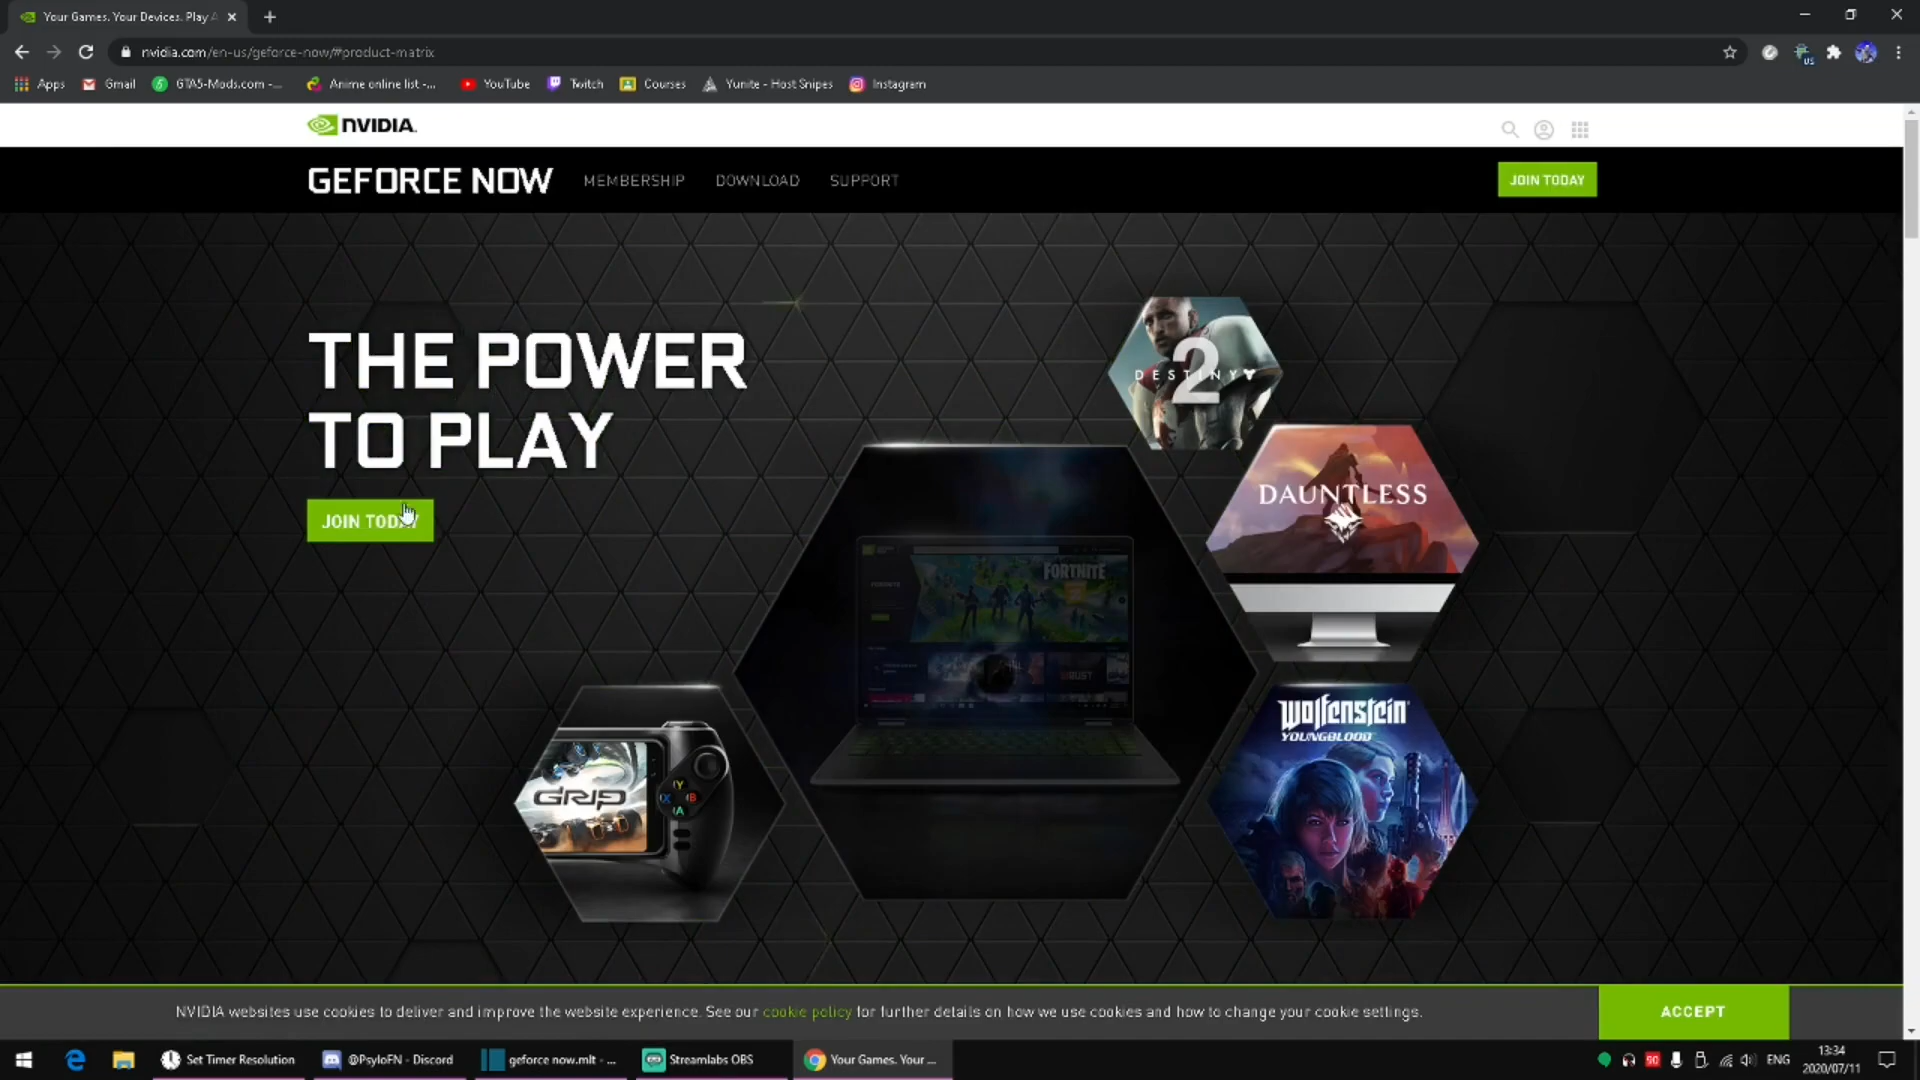 Your Games. Your Devices. Play A
nvidia.com/en-us/geforce-now/#product-matrix
Apps
Gmail
GTA5-Mods.com -...
Anime online list -...
YouTube
Twitch
Courses
Yunite - Host Snipes
Instagram
US
NVIDIA.
GEFORCE NOW
MEMBERSHIP
DOWNLOAD
SUPPORT
JOIN TODAY
THE POWER
TO PLAY
JOIN TODAY
DESTINY
2
DAUNTLESS
FORTNITE
RUST
Wolfenstein
YOUNGBLOOD
GRIP
Y
X B
A
NVIDIA websites use cookies to deliver and improve the website experience. See our cookie policy for further details on how we use cookies and how to change your cookie settings.
ACCEPT
Set Timer Resolution
@PsyloFN - Discord
geforce now.mlt - ...
Streamlabs OBS
Your Games. Your ...
ENG
13:34
2020/07/11